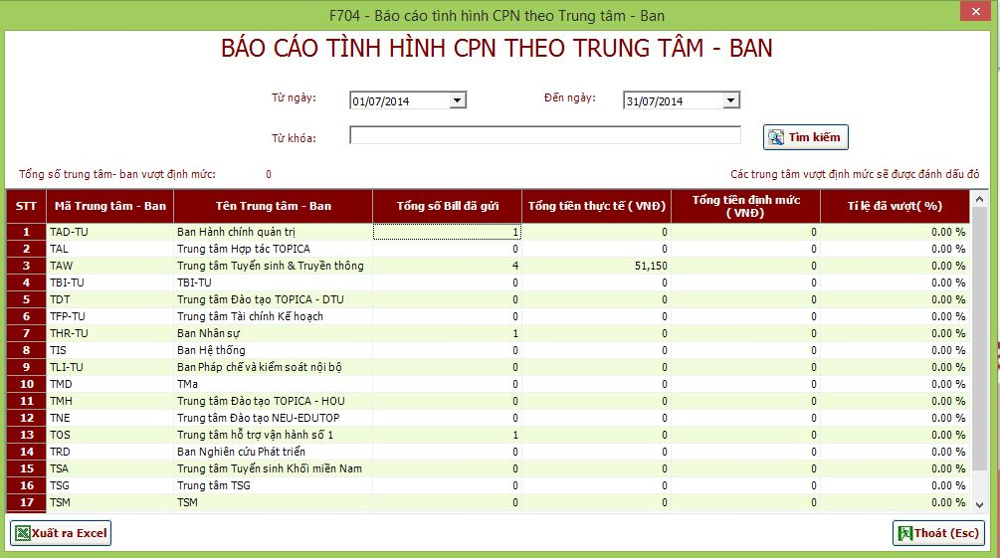 F704 - Báo cáo tình hình CPN theo Trung tâm - Ban
BÁO CÁO TÌNH HÌNH CPN THEO TRUNG TÂM - BAN
Từ ngày: 01/07/2014 Đến ngày: 31/07/2014
Từ khóa: Tìm kiếm
Tổng số trung tâm- ban vượt định mức: 0 Các trung tâm vượt định mức sẽ được đánh dấu đỏ
STT Mã Trung tâm - Ban Tên Trung tâm - Ban Tổng số Bill đã gửi Tổng tiền thực tế ( VNĐ) Tổng tiền định mức ( VNĐ) Tỉ lệ đã vượt( %)
1 TAD-TU Ban Hành chính quản trị 1 0 0 0.00 %
2 TAL Trung tâm Hợp tác TOPICA 0 0 0 0.00 %
3 TAW Trung tâm Tuyển sinh & Truyền thông 4 51,150 0 0.00 %
4 TBI-TU TBI-TU 0 0 0 0.00 %
5 TDT Trung tâm Đào tạo TOPICA - DTU 0 0 0 0.00 %
6 TFP-TU Trung tâm Tài chính Kế hoạch 0 0 0 0.00 %
7 THR-TU Ban Nhân sự 1 0 0 0.00 %
8 TIS Ban Hệ thống 0 0 0 0.00 %
9 TLI-TU Ban Pháp chế và kiểm soát nội bộ 0 0 0 0.00 %
10 TMD TMa 0 0 0 0.00 %
11 TMH Trung tâm Đào tạo TOPICA - HOU 0 0 0 0.00 %
12 TNE Trung tâm Đào tạo NEU-EDUTOP 0 0 0 0.00 %
13 TOS Trung tâm hỗ trợ vận hành số 1 1 0 0 0.00 %
14 TRD Ban Nghiên cứu Phát triển 0 0 0 0.00 %
15 TSA Trung tâm Tuyển sinh Khối miền Nam 0 0 0 0.00 %
16 TSG Trung tâm TSG 0 0 0 0.00 %
17 TSM TSM 0 0 0 0.00 %
Xuất ra Excel Thoát (Esc)